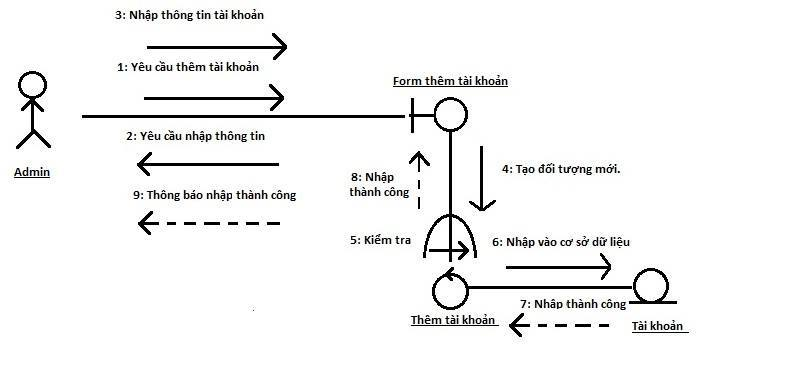 3: Nhập thông tin tài khoản
1: Yêu cầu thêm tài khoản
Form thêm tài khoản
2: Yêu cầu nhập thông tin
Admin
8: Nhập
thành công
4: Tạo đối tượng mới.
9: Thông báo nhập thành công
5: Kiểm tra
6: Nhập vào cơ sở dữ liệu
7: Nhập thành công
Thêm tài khoản
Tài khoản